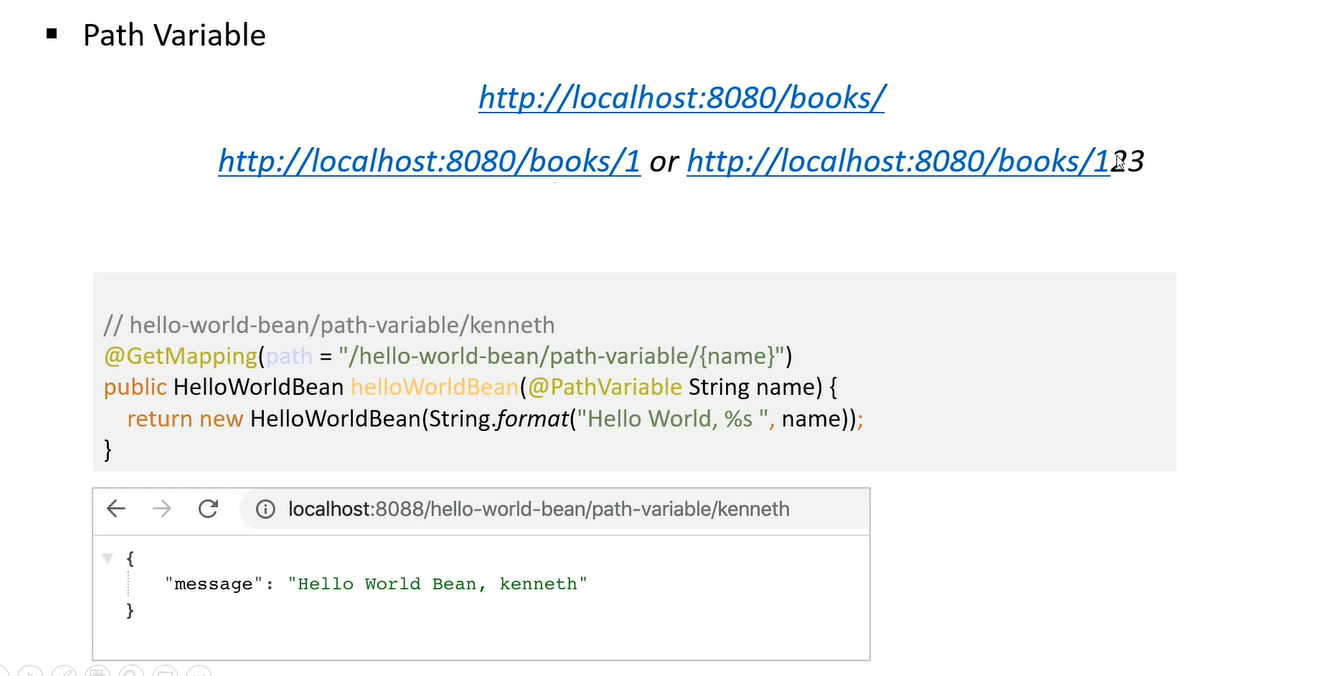 ▪ Path Variable
http://localhost:8080/books/
http://localhost:8080/books/1 or http://localhost:8080/books/123
// hello-world-bean/path-variable/kenneth
@GetMapping(path = "/hello-world-bean/path-variable/{name}")
public HelloWorldBean helloWorldBean(@PathVariable String name) {
return new HelloWorldBean(String.format("Hello World, %s ", name));
}
localhost:8088/hello-world-bean/path-variable/kenneth
{
"message": "Hello World Bean, kenneth"
}